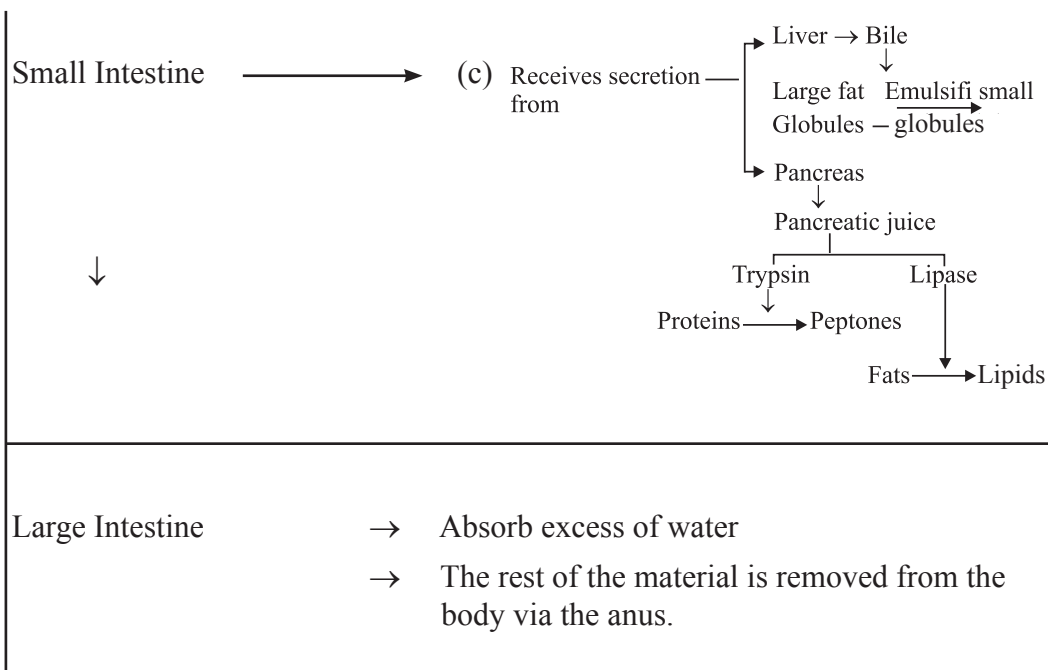 Small Intestine → (c) Receives secretion from
Liver → Bile
↓
Large fat Emulsifi small
Globules – globules
Pancreas
↓
Pancreatic juice
↓
Trypsin Lipase
↓
Proteins → Peptones
Fats → Lipids
Large Intestine → Absorb excess of water
→ The rest of the material is removed from the
body via the anus.